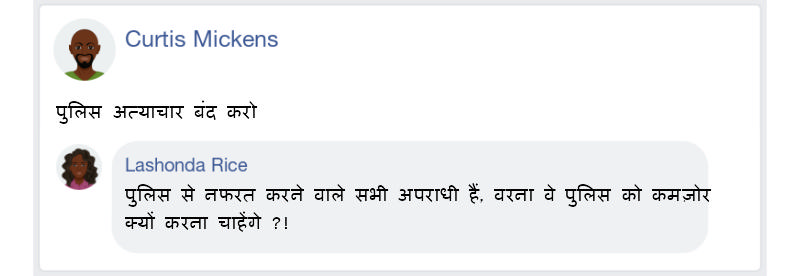 Curtis Mickens
पुलिस अत्याचार बंद करो
Lashonda Rice
पुलिस से नफरत करने वाले सभी अपराधी हैं, वरना वे पुलिस को कमज़ोर
क्यों करना चाहेंगे ?!